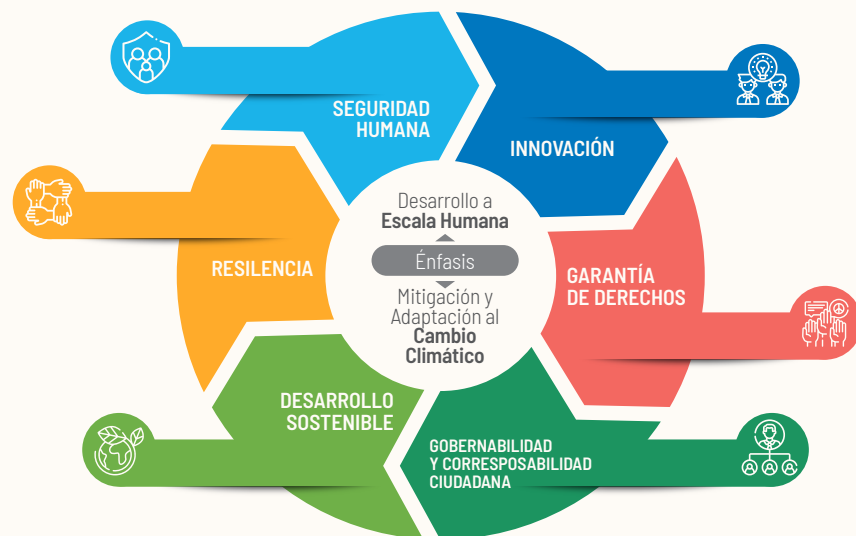 SEGURIDAD
HUMANA
INNOVACIÓN
GARANTÍA
DE DERECHOS
GOBERNABILIDAD
Y CORRESPOSABILIDAD
CIUDADANA
DESARROLLO
SOSTENIBLE
RESILENCIA
Desarrollo a
Escala Humana
Énfasis
Mitigación y
Adaptación al
Cambio
Climático